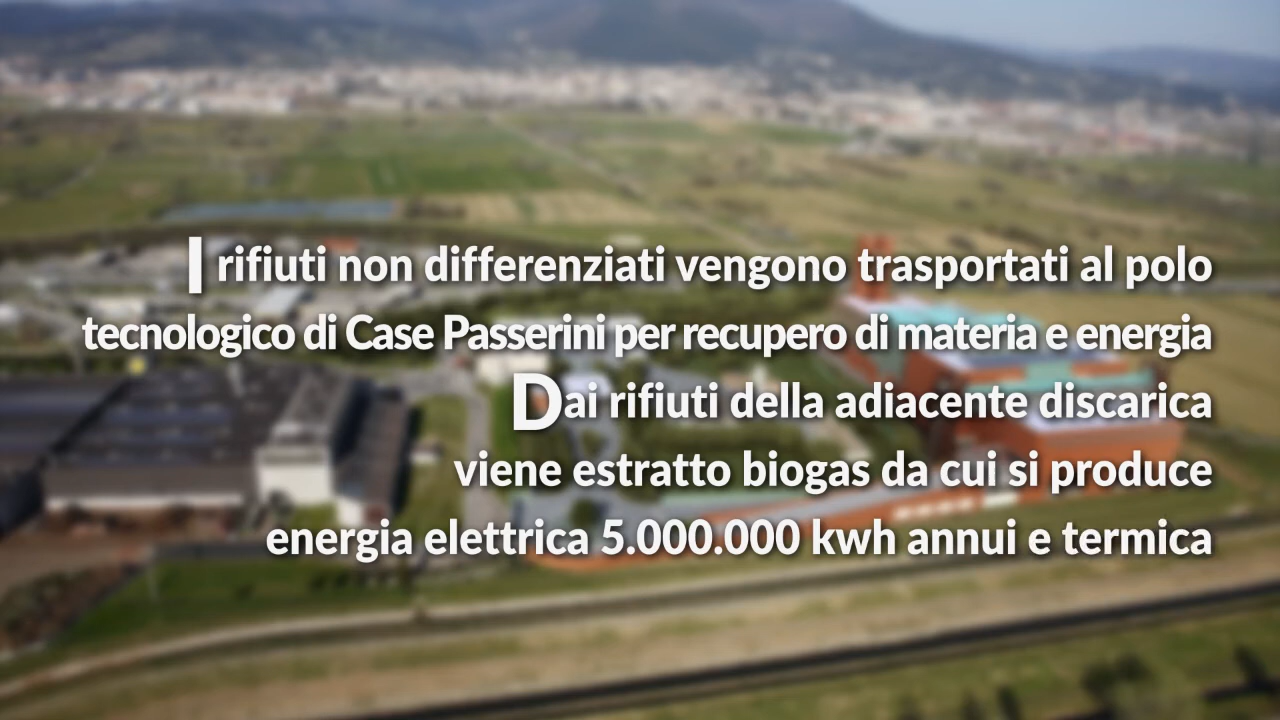 I rifiuti non differenziati vengono trasportati al polo
tecnologico di Case Passerini per recupero di materia e energia
Dai rifiuti della adiacente discarica
viene estratto biogas da cui si produce
energia elettrica 5.000.000 kwh annui e termica